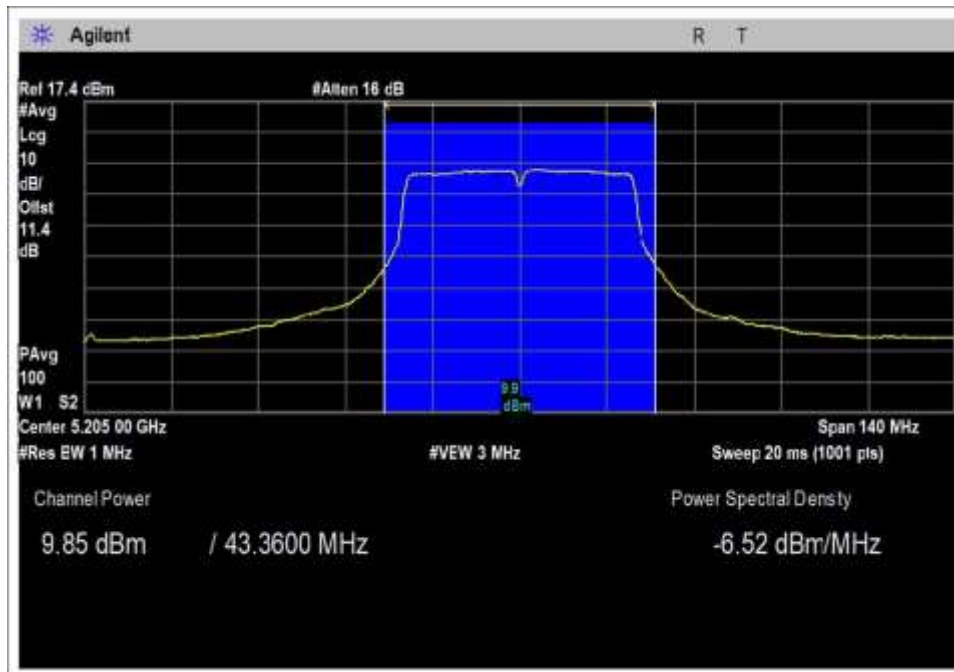 Agilent
R T
Ref 17.4 dBm #Atten 16 dB
#Avg
Log
10
dB/
Offst
11.4
dB
PAvg
100
W1 S2
9.9
dBm
Center 5.205 00 GHz Span 140 MHz
#Res BW 1 MHz #VBW 3 MHz Sweep 20 ms (1001 pts)
Channel Power Power Spectral Density
9.85 dBm / 43.3600 MHz -6.52 dBm/MHz